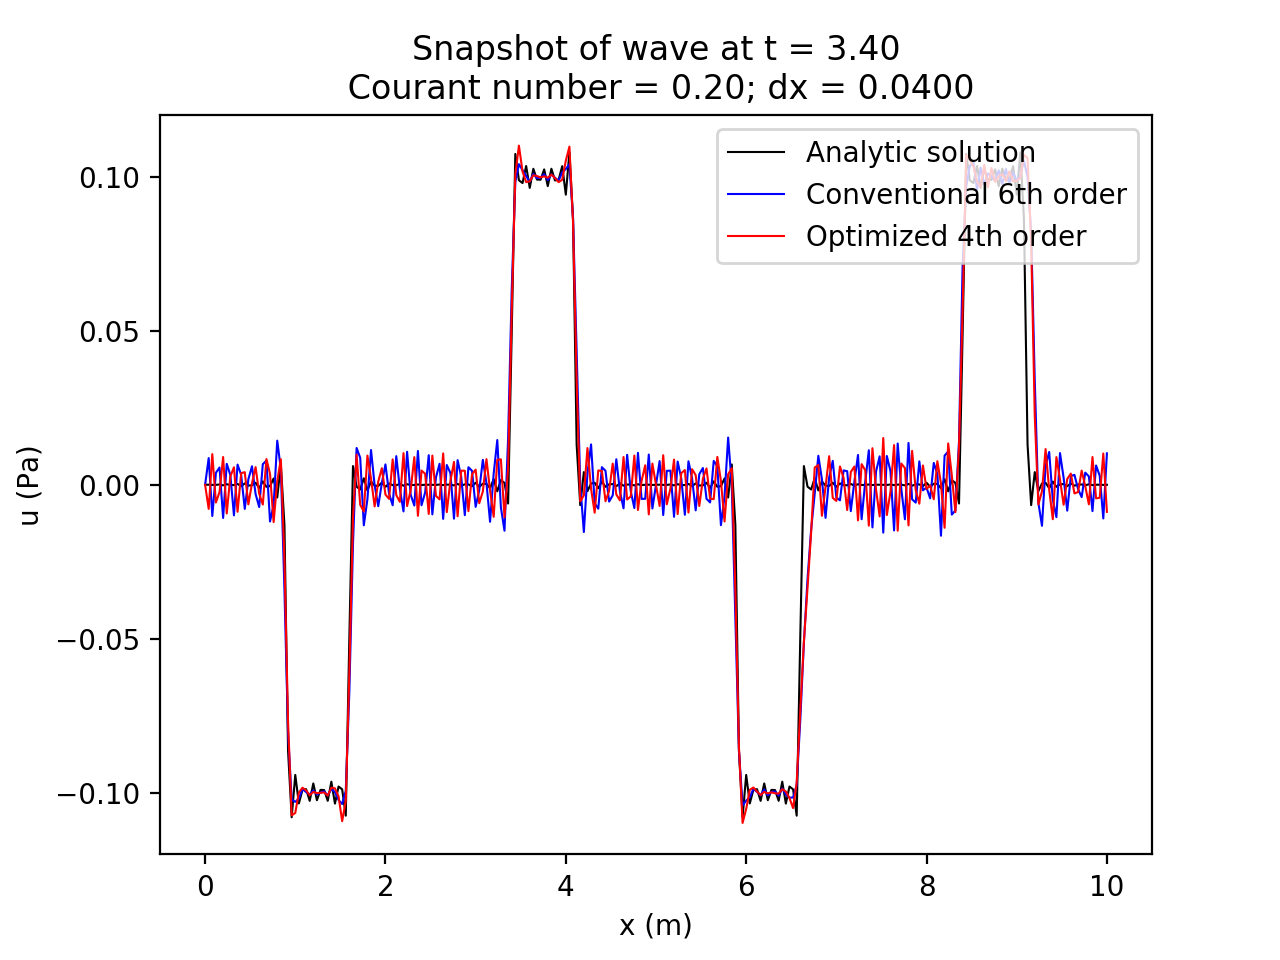 Snapshot of wave at t = 3.40
Courant number = 0.20; dx = 0.0400
Analytic solution
Conventional 6th order
Optimized 4th order
u (Pa)
0.10
0.05
0.00
−0.05
−0.10
0 2 4 6 8 10
x (m)